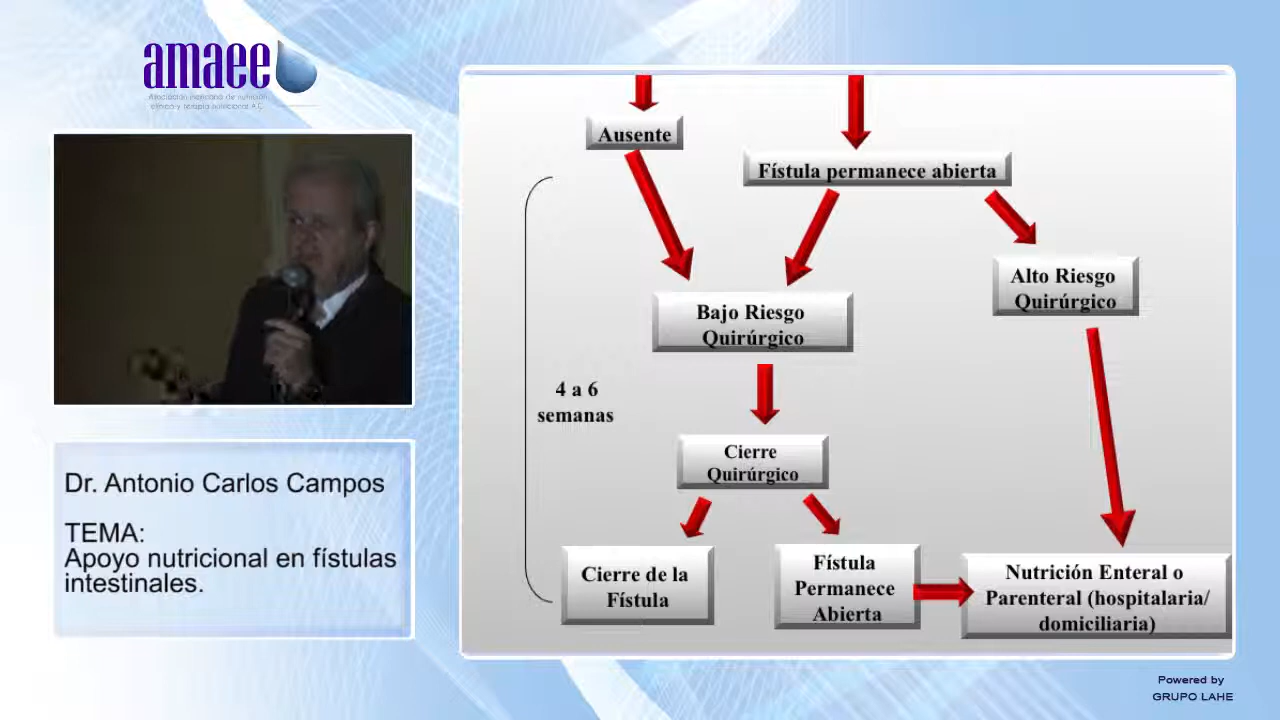 amaee
Asociación mexicana de nutrición
clínica y terapia nutricional A.C.
Dr. Antonio Carlos Campos
TEMA:
Apoyo nutricional en fístulas
intestinales.
Ausente
Fístula permanece abierta
Alto Riesgo
Quirúrgico
Bajo Riesgo
Quirúrgico
4 a 6
semanas
Cierre
Quirúrgico
Cierre de la
Fístula
Fístula
Permanece
Abierta
Nutrición Enteral o
Parenteral (hospitalaria/
domiciliaria)
Powered by
GRUPO LAHE